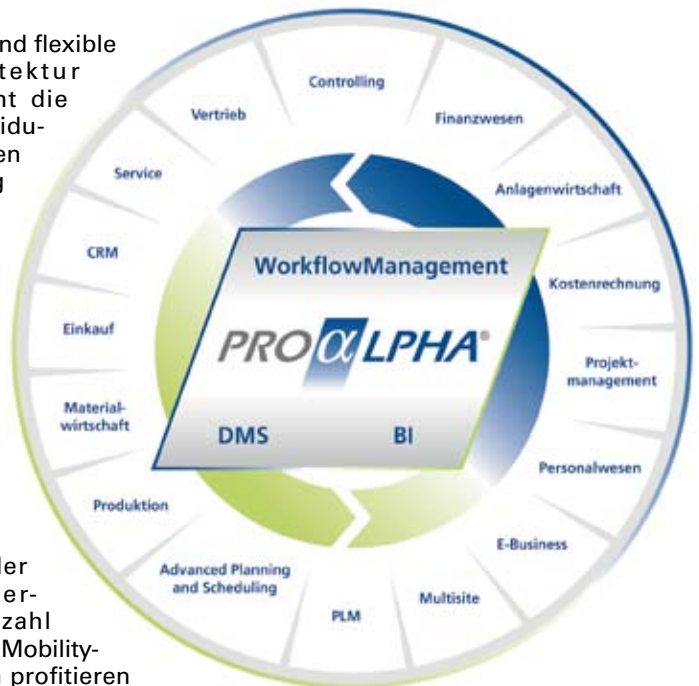 nd flexible
tektur
nt die
idu-
en
g
Controlling
Vertrieb
Finanzwesen
Service
Anlagenwirtschaft
CRM
WorkflowManagement
Kostenrechnung
Einkauf
PROαLPHA®
Projekt-
management
Material-
wirtschaft
DMS
BI
Personalwesen
Produktion
E-Business
Advanced Planning
and Scheduling
Multisite
PLM
ler
er-
zahl
Mobility-
profitieren